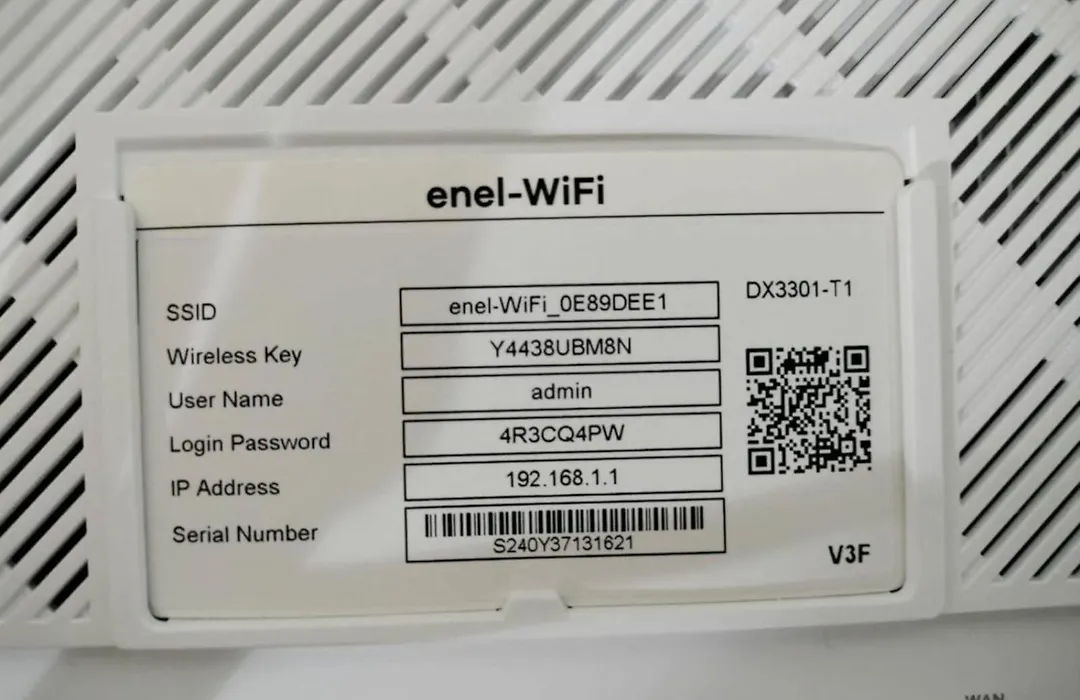 enel-WiFi
SSID enel-WiFi_0E89DEE1 DX3301-T1
Wireless Key Y4438UBM8N
User Name admin
Login Password 4R3CQ4PW
IP Address 192.168.1.1
Serial Number S240Y37131621
V3F
WAN